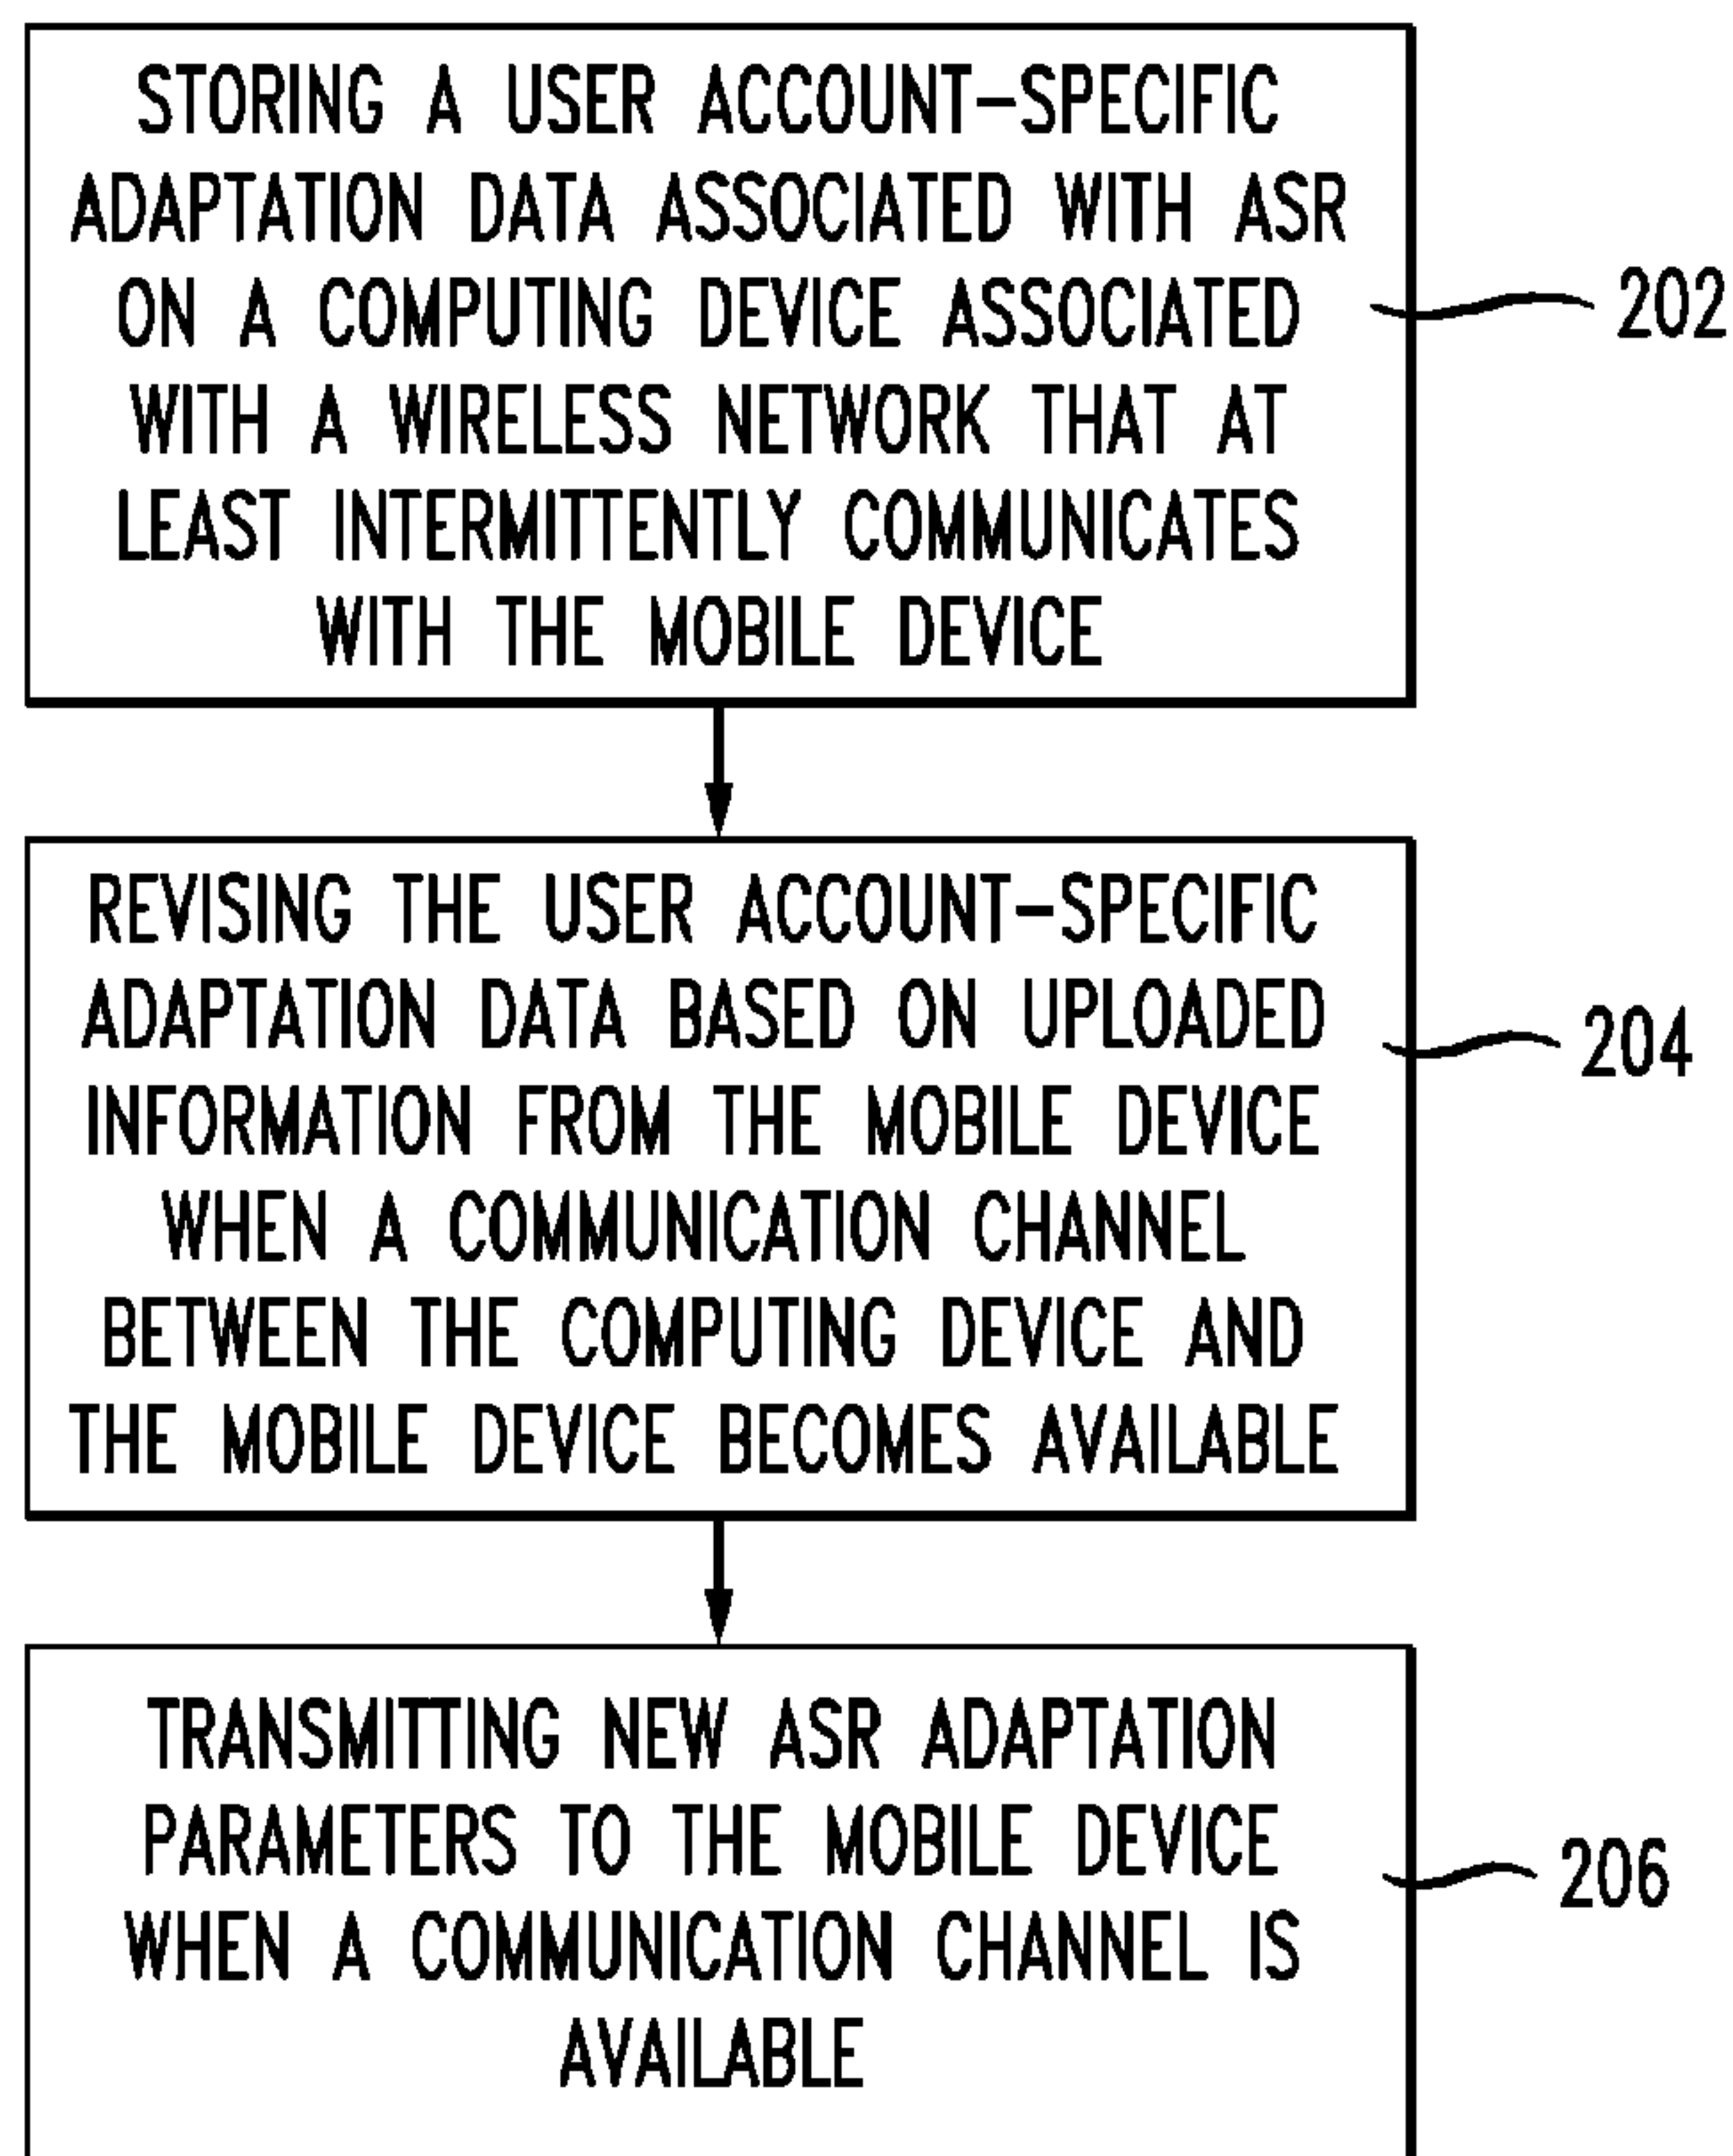 STORING A USER ACCOUNT-SPECIFIC
ADAPTATION DATA ASSOCIATED WITH ASR
ON A COMPUTING DEVICE ASSOCIATED
WITH A WIRELESS NETWORK THAT AT
LEAST INTERMITTENTLY COMMUNICATES
WITH THE MOBILE DEVICE
202
REVISING THE USER ACCOUNT-SPECIFIC
ADAPTATION DATA BASED ON UPLOADED
INFORMATION FROM THE MOBILE DEVICE
WHEN A COMMUNICATION CHANNEL
BETWEEN THE COMPUTING DEVICE AND
THE MOBILE DEVICE BECOMES AVAILABLE
204
TRANSMITTING NEW ASR ADAPTATION
PARAMETERS TO THE MOBILE DEVICE
WHEN A COMMUNICATION CHANNEL IS
AVAILABLE
206